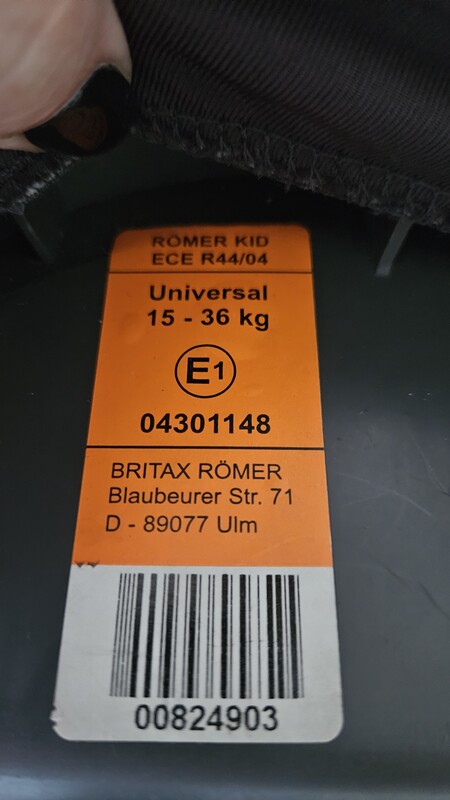 RÖMER KID
ECE R44/04
Universal
15 - 36 kg
E1
04301148
BRITAX RÖMER
Blaubeurer Str. 71
D - 89077 Ulm
00824903